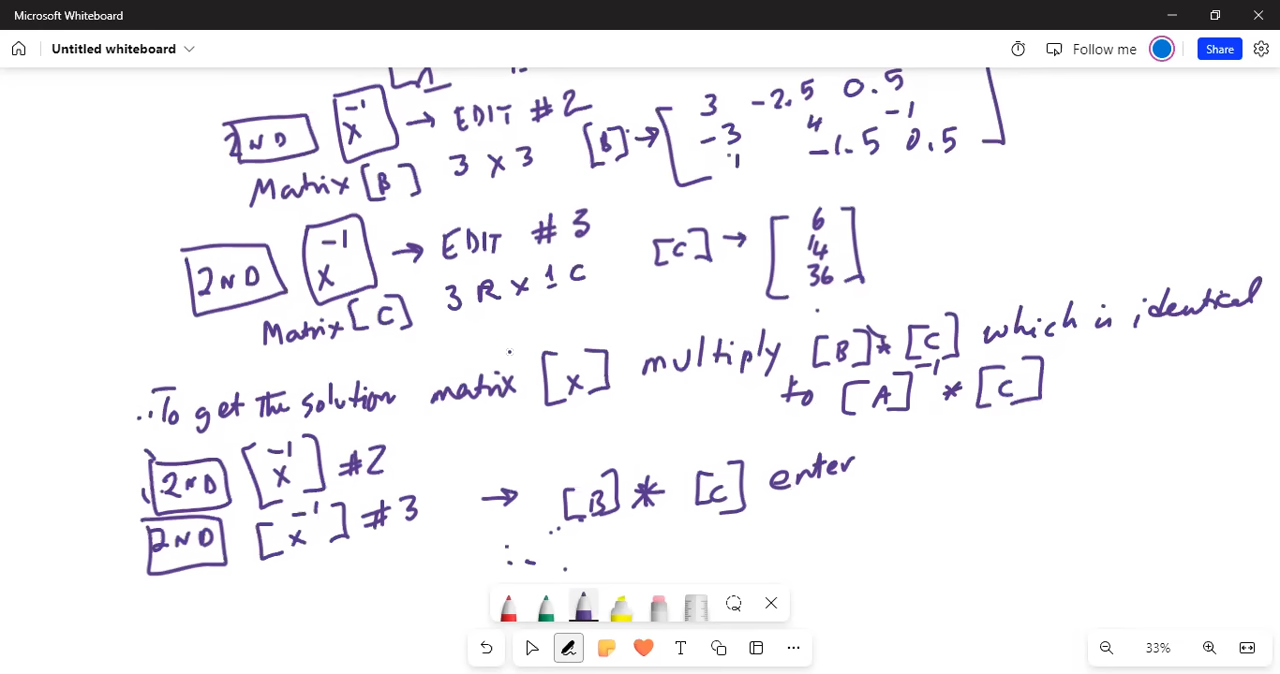 Microsoft Whiteboard
Untitled whiteboard
Follow me
Share
2ND x⁻¹ → EDIT #2
Matrix [B] 3 x 3
[B] → [3 -2.5 0.5
-3 4 -1
1 -1.5 0.5]
2ND x⁻¹ → EDIT #3
Matrix [C] 3 R x 1 C
[C] → [6
14
36]
∴ To get the solution matrix [x] multiply [B] * [C] which is identical
to [A]⁻¹ * [C]
2ND [x⁻¹] #2
2ND [x⁻¹] #3 → [B] * [C] enter
33%